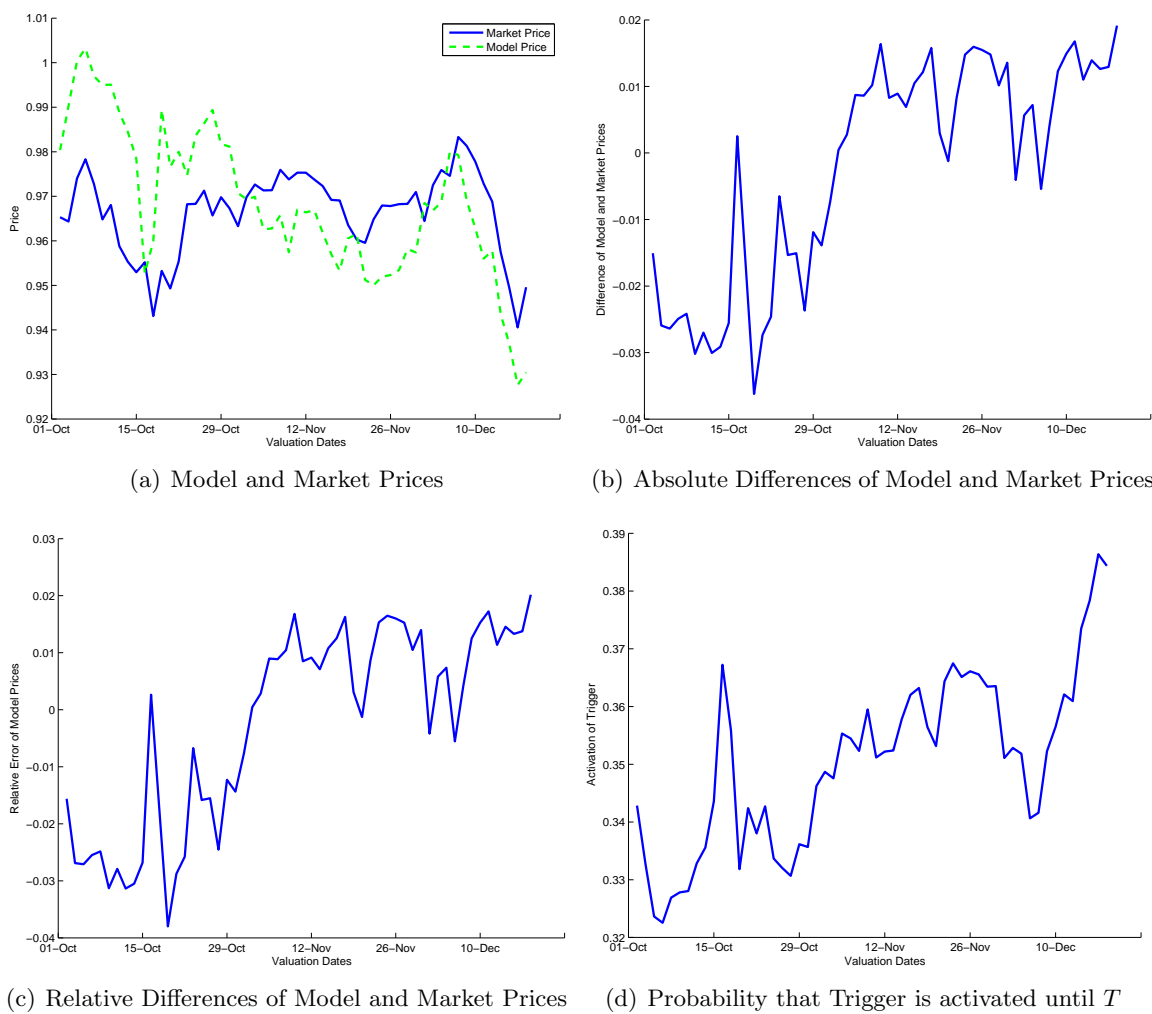 1.01
1
0.99
0.98
0.97
0.96
0.95
0.94
0.93
0.92
Price
Market Price
Model Price
01–Oct 15–Oct 29–Oct 12–Nov 26–Nov 10–Dec
Valuation Dates
(a) Model and Market Prices
0.02
0.01
0
−0.01
−0.02
−0.03
−0.04
Difference of Model and Market Prices
01–Oct 15–Oct 29–Oct 12–Nov 26–Nov 10–Dec
Valuation Dates
(b) Absolute Differences of Model and Market Prices
0.03
0.02
0.01
0
−0.01
−0.02
−0.03
−0.04
Relative Error of Model Prices
01–Oct 15–Oct 29–Oct 12–Nov 26–Nov 10–Dec
Valuation Dates
(c) Relative Differences of Model and Market Prices
0.39
0.38
0.37
0.36
0.35
0.34
0.33
0.32
Activation of Trigger
01–Oct 15–Oct 29–Oct 12–Nov 26–Nov 10–Dec
Valuation Dates
(d) Probability that Trigger is activated until T